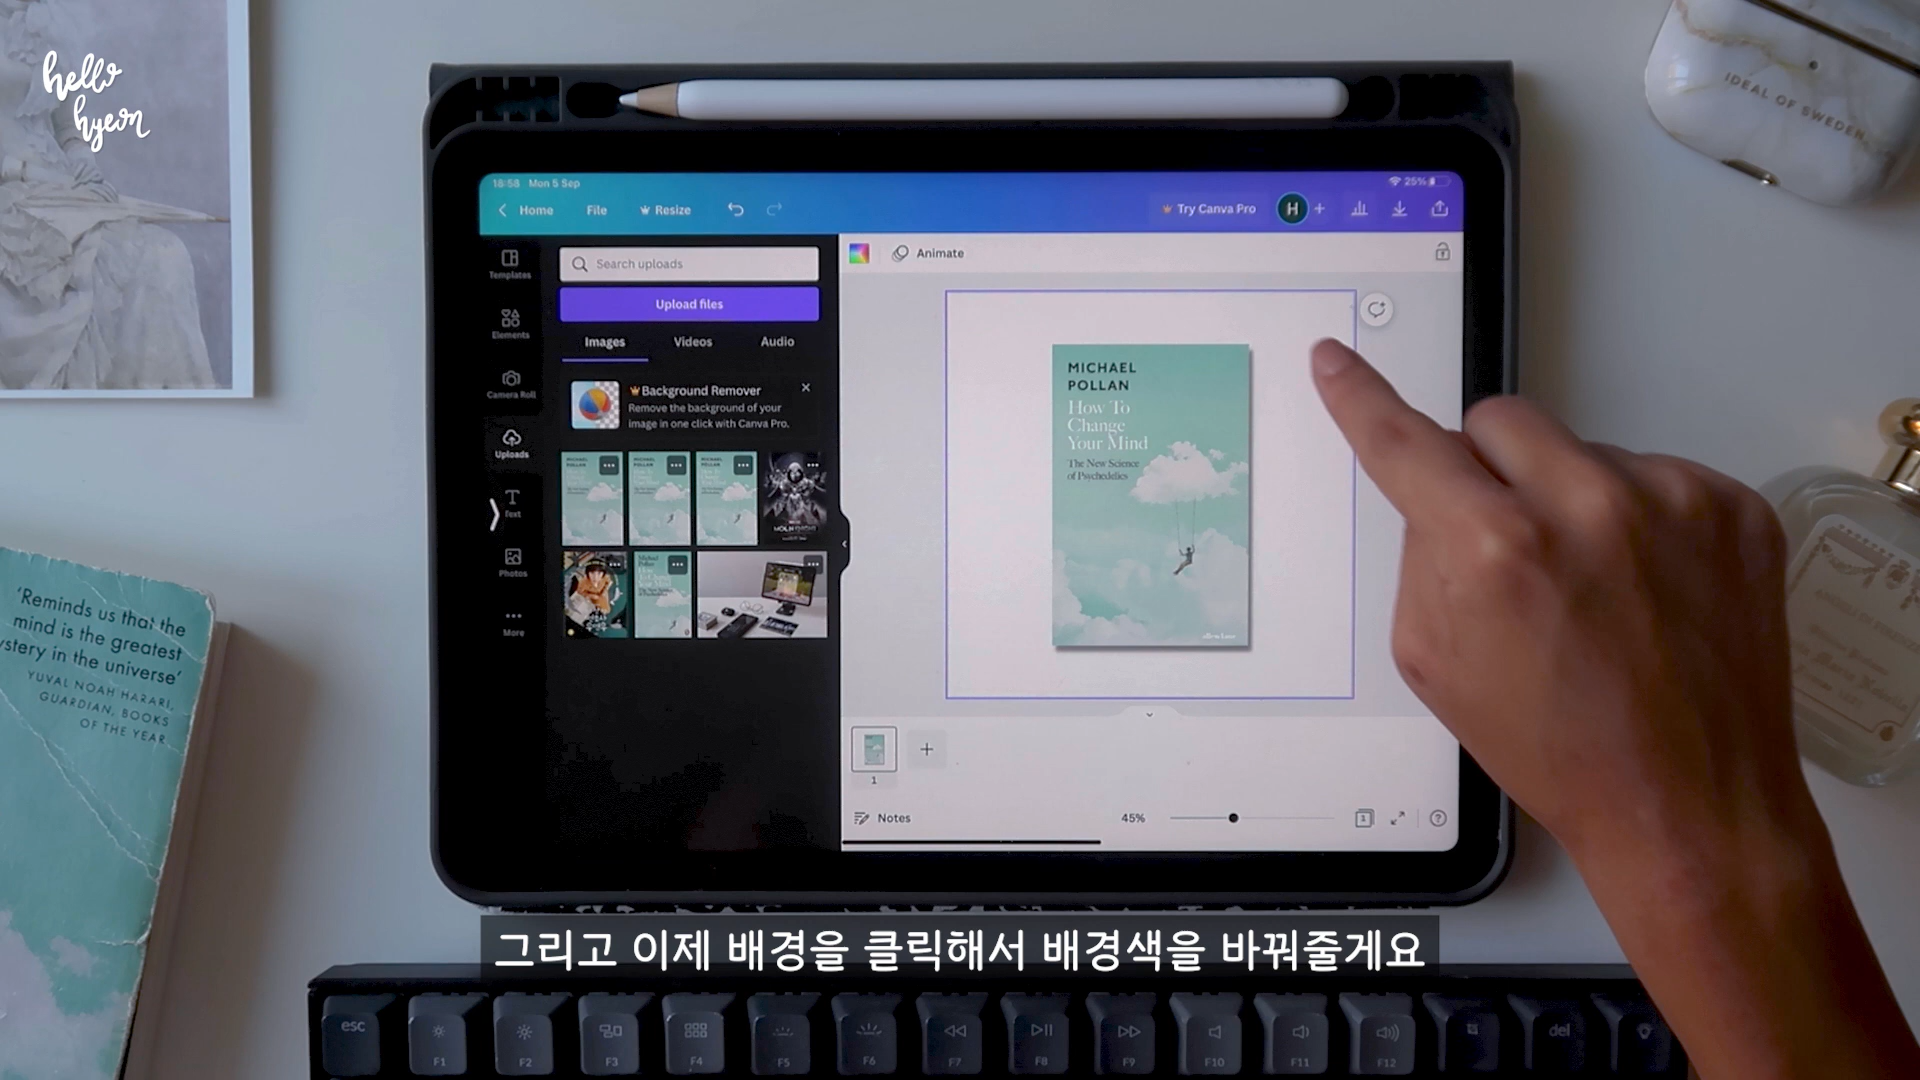 hello
hyeon
IDEAL OF SWEDEN
18:58 Mon 5 Sep
25%
Home File Resize
Try Canva Pro H +
Templates
Elements
Camera Roll
Uploads
Text
Photos
More
Search uploads
Upload files
Images Videos Audio
Background Remover
Remove the background of your
image in one click with Canva Pro.
Animate
MICHAEL
POLLAN
How To
Change
Your Mind
The New Science
of Psychedelics
1
Notes
45%
1
?
'Reminds us that the
mind is the greatest
ystery in the universe'
YUVAL NOAH HARARI,
GUARDIAN, BOOKS
OF THE YEAR
그리고 이제 배경을 클릭해서 배경색을 바꿔줄게요
esc F1 F2 F3 F4 F5 F6 F7 F8 F9 F10 F11 F12 del